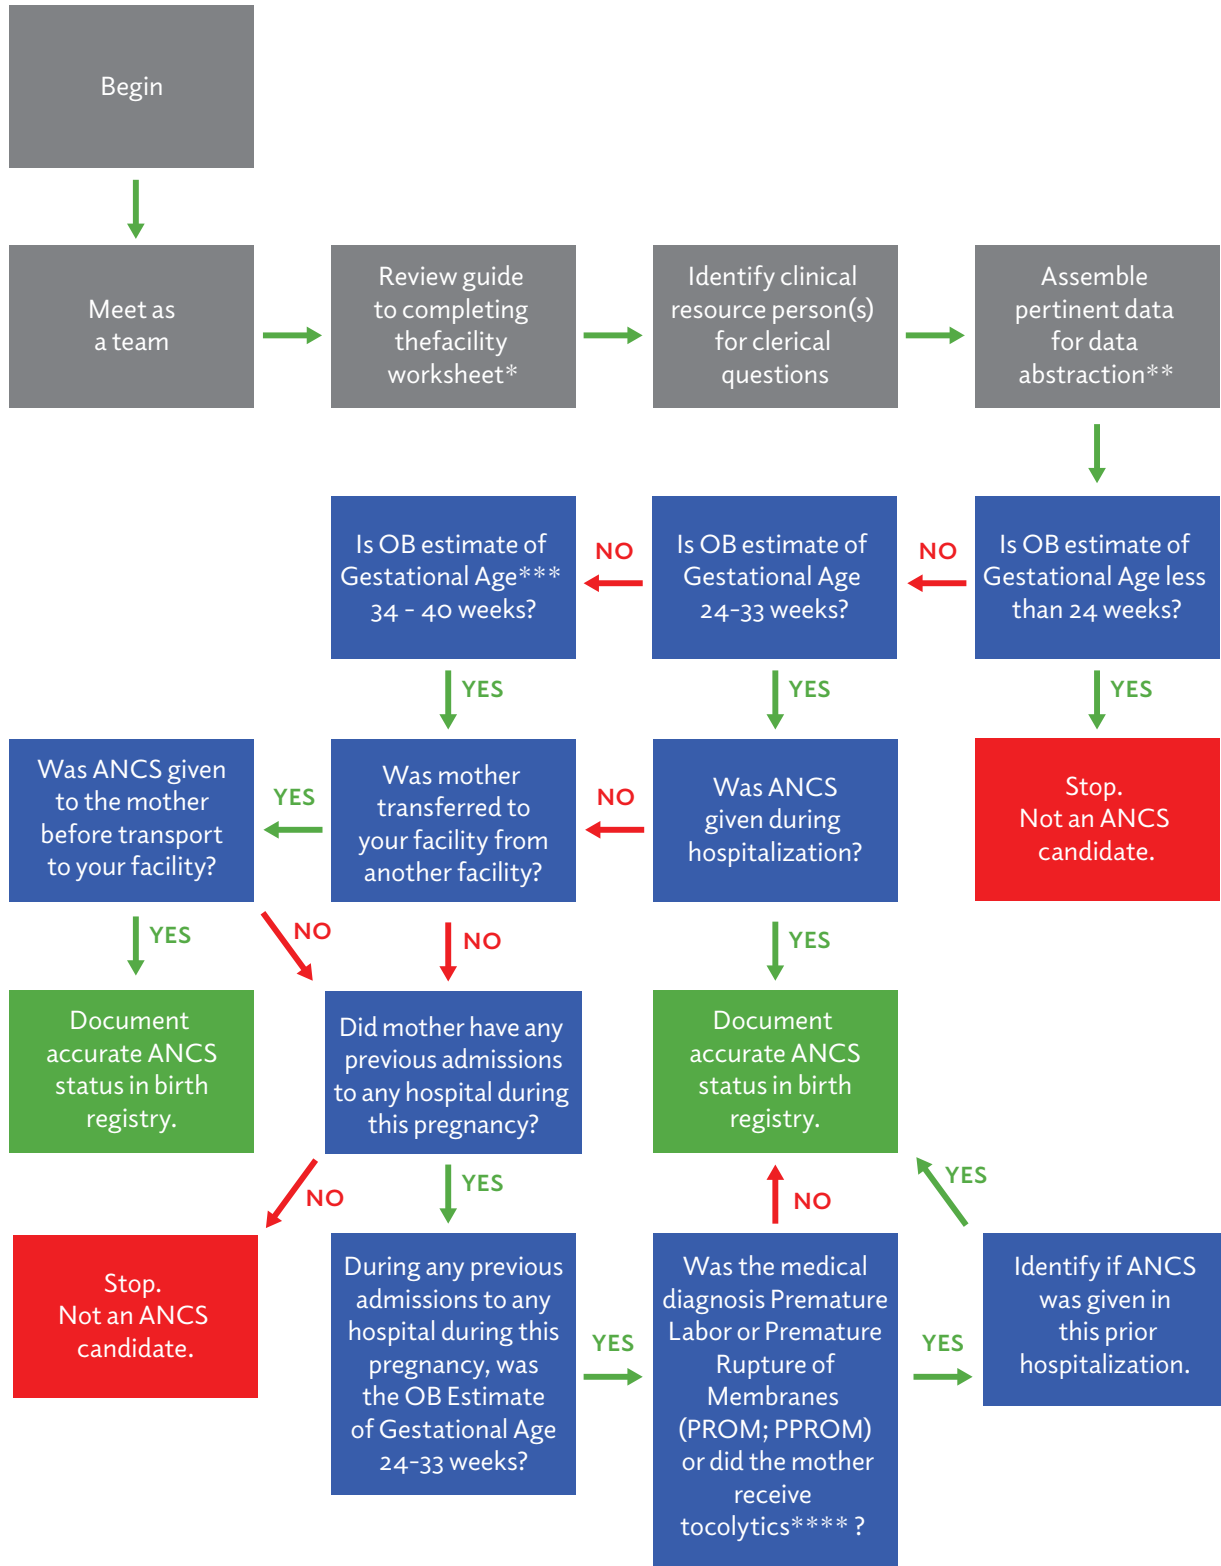 Begin
Meet as
a team
Review guide
to completing
thefacility
worksheet*
Identify clinical
resource person(s)
for clerical
questions
Assemble
pertinent data
for data
abstraction**
Is OB estimate of
Gestational Age***
34 - 40 weeks?
NO
Is OB estimate of
Gestational Age
24-33 weeks?
NO
Is OB estimate of
Gestational Age less
than 24 weeks?
YES
YES
YES
Was ANCS given
to the mother
before transport
to your facility?
YES
Was mother
transferred to
your facility from
another facility?
NO
Was ANCS
given during
hospitalization?
Stop.
Not an ANCS
candidate.
YES
NO
NO
YES
Document
accurate ANCS
status in birth
registry.
Did mother have any
previous admissions
to any hospital during
this pregnancy?
Document
accurate ANCS
status in birth
registry.
NO
YES
NO
YES
Stop.
Not an ANCS
candidate.
During any previous
admissions to any
hospital during this
pregnancy, was
the OB Estimate
of Gestational Age
24-33 weeks?
YES
Was the medical
diagnosis Premature
Labor or Premature
Rupture of
Membranes
(PROM; PPROM)
or did the mother
receive
tocolytics**** ?
YES
Identify if ANCS
was given in
this prior
hospitalization.